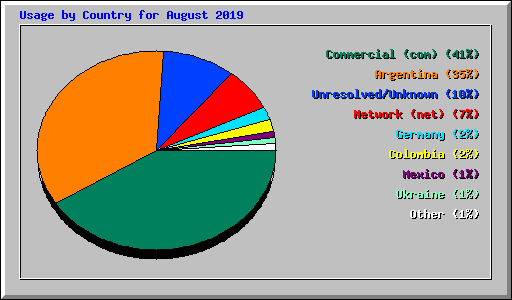 Usage by Country for August 2019
Commercial (com) (41%)
Argentina (35%)
Unresolved/Unknown (10%)
Network (net) (7%)
Germany (2%)
Colombia (2%)
Mexico (1%)
Ukraine (1%)
Other (1%)